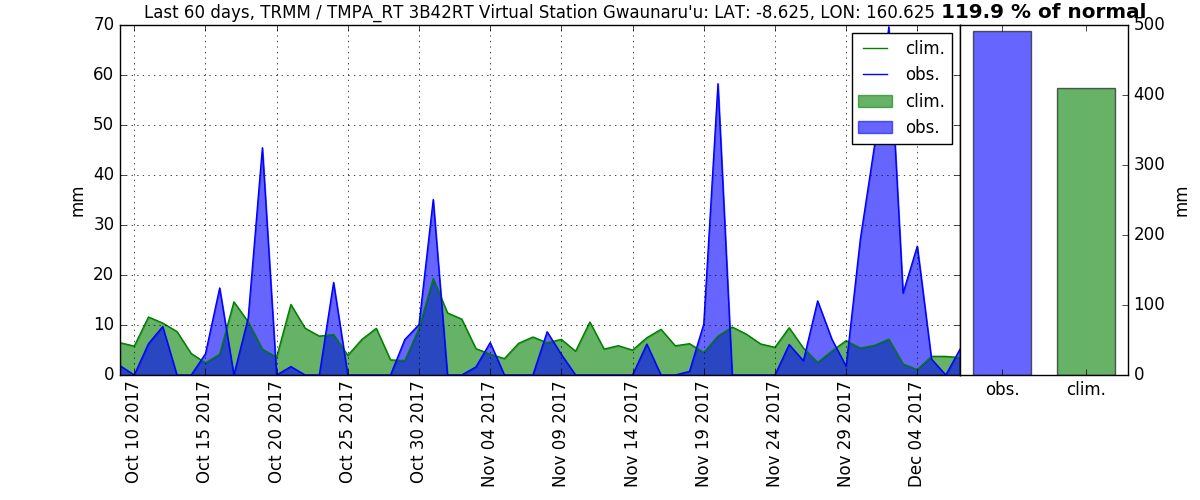 Last 60 days, TRMM / TMPA_RT 3B42RT Virtual Station Gwaunaru'u: LAT: -8.625, LON: 160.625 119.9 % of normal
70
60
50
40
30
20
10
0
mm
clim.
obs.
clim.
obs.
Oct 10 2017
Oct 15 2017
Oct 20 2017
Oct 25 2017
Oct 30 2017
Nov 04 2017
Nov 09 2017
Nov 14 2017
Nov 19 2017
Nov 24 2017
Nov 29 2017
Dec 04 2017
500
400
300
200
100
0
mm
obs.
clim.